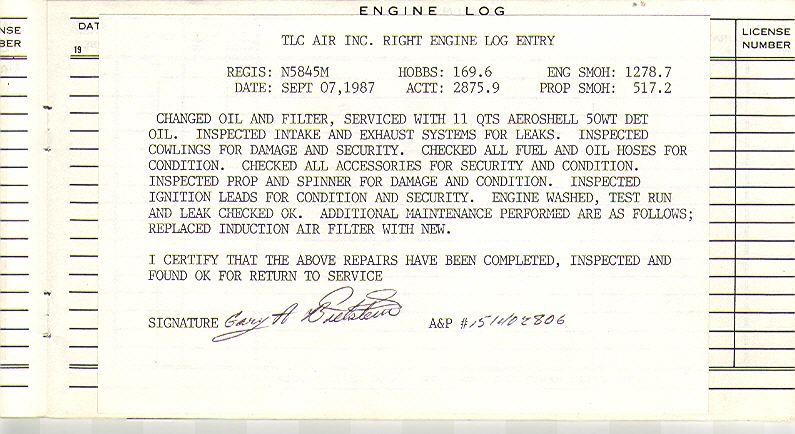 ENGINE LOG
NSE
BER
DAT
19
LICENSE
NUMBER
TLC AIR INC. RIGHT ENGINE LOG ENTRY
REGIS: N5845M HOBBS: 169.6 ENG SMOH: 1278.7
DATE: SEPT 07,1987 ACTT: 2875.9 PROP SMOH: 517.2
CHANGED OIL AND FILTER, SERVICED WITH 11 QTS AEROSHELL 50WT DET
OIL. INSPECTED INTAKE AND EXHAUST SYSTEMS FOR LEAKS. INSPECTED
COWLINGS FOR DAMAGE AND SECURITY. CHECKED ALL FUEL AND OIL HOSES FOR
CONDITION. CHECKED ALL ACCESSORIES FOR SECURITY AND CONDITION.
INSPECTED PROP AND SPINNER FOR DAMAGE AND CONDITION. INSPECTED
IGNITION LEADS FOR CONDITION AND SECURITY. ENGINE WASHED, TEST RUN
AND LEAK CHECKED OK. ADDITIONAL MAINTENANCE PERFORMED ARE AS FOLLOWS;
REPLACED INDUCTION AIR FILTER WITH NEW.
I CERTIFY THAT THE ABOVE REPAIRS HAVE BEEN COMPLETED, INSPECTED AND
FOUND OK FOR RETURN TO SERVICE
SIGNATURE Gary A A&P #